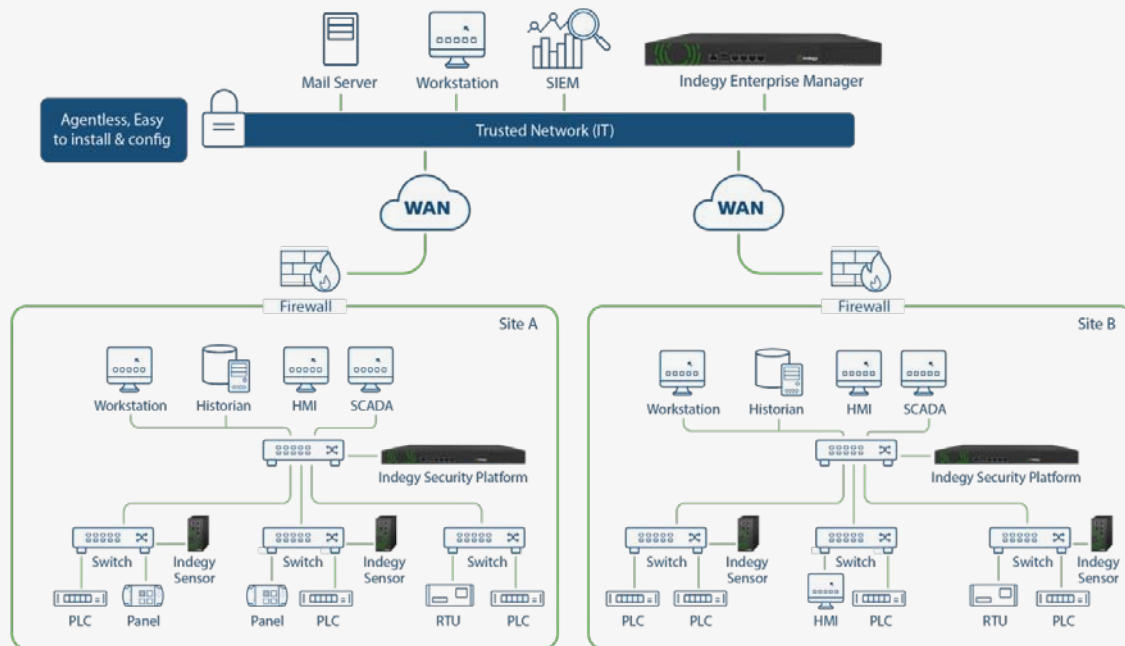 Mail Server
Workstation
SIEM
Indegy Enterprise Manager
Agentless, Easy
to install & config
Trusted Network (IT)
WAN
WAN
Firewall
Firewall
Site A
Site B
Workstation
Historian
HMI
SCADA
Workstation
Historian
HMI
SCADA
Indegy Security Platform
Indegy Security Platform
Switch
Indegy
Sensor
Switch
Indegy
Sensor
Switch
Switch
Indegy
Sensor
Switch
Switch
Indegy
Sensor
PLC
Panel
Panel
PLC
RTU
PLC
PLC
PLC
HMI
PLC
RTU
PLC